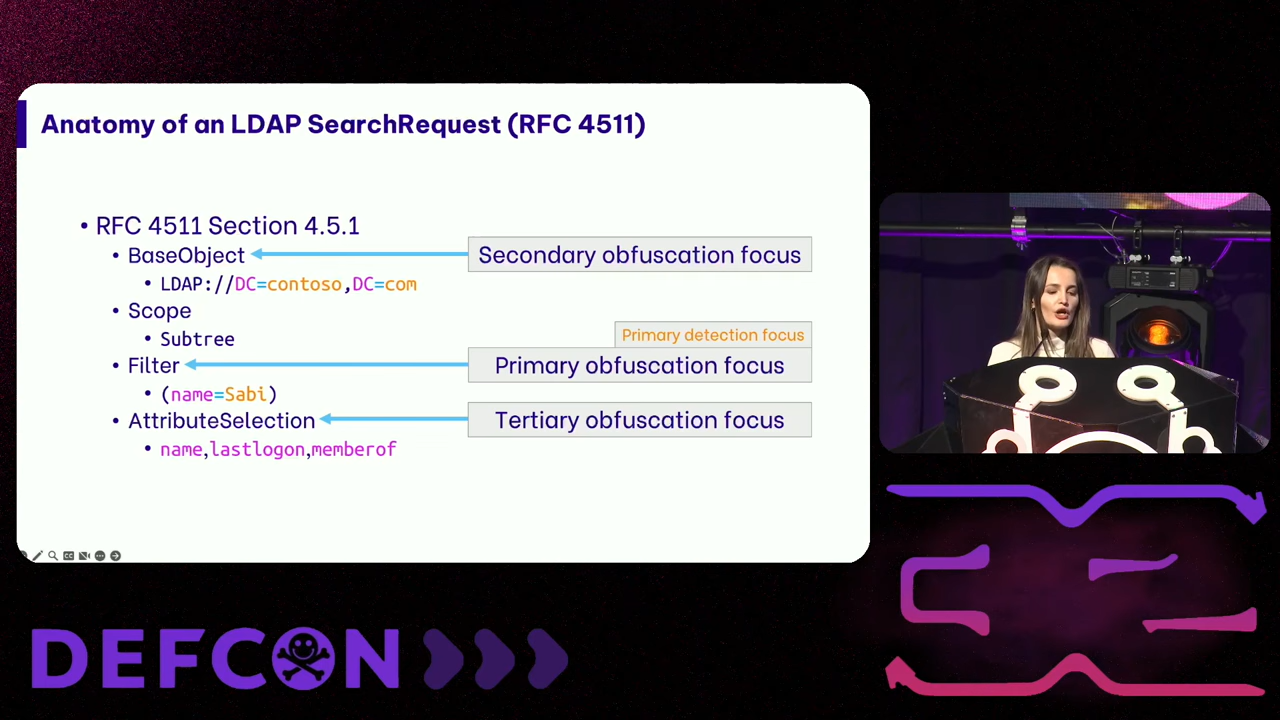 Anatomy of an LDAP SearchRequest (RFC 4511)
• RFC 4511 Section 4.5.1
• BaseObject
Secondary obfuscation focus
• LDAP://DC=contoso,DC=com
• Scope
• Subtree
Primary detection focus
• Filter
Primary obfuscation focus
• (name=Sabi)
• AttributeSelection
Tertiary obfuscation focus
• name,lastlogon,memberof
DEFCON